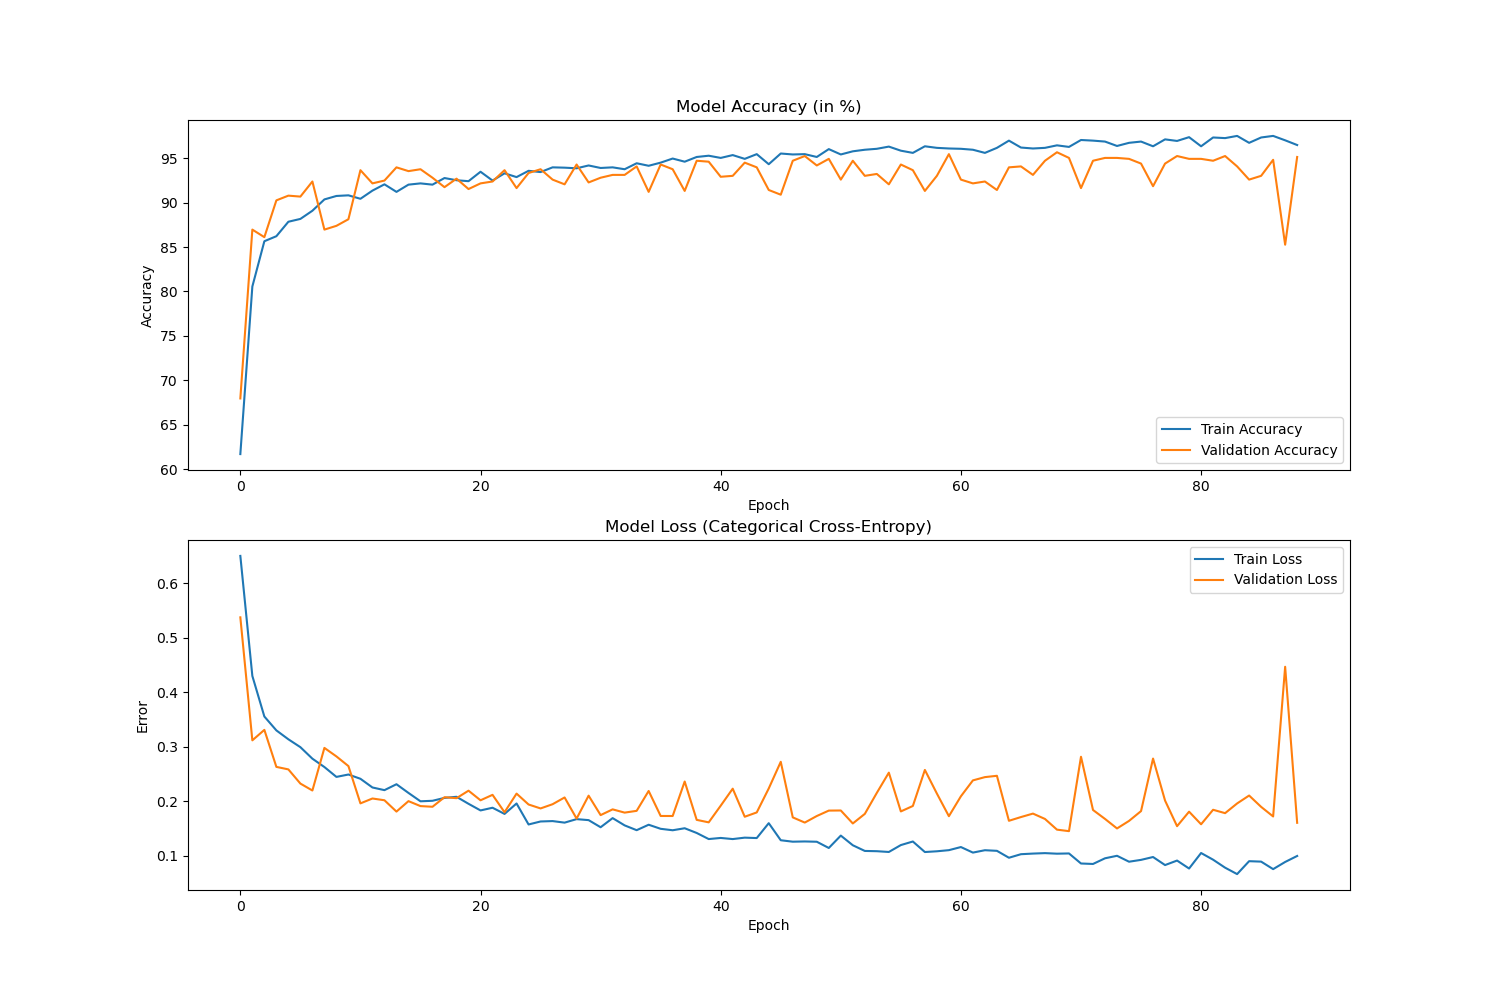 Model Accuracy (in %)
Accuracy
95
90
85
80
75
70
65
60
0 20 40 60 80
Epoch
Train Accuracy
Validation Accuracy
Model Loss (Categorical Cross-Entropy)
Error
0.6
0.5
0.4
0.3
0.2
0.1
0 20 40 60 80
Epoch
Train Loss
Validation Loss